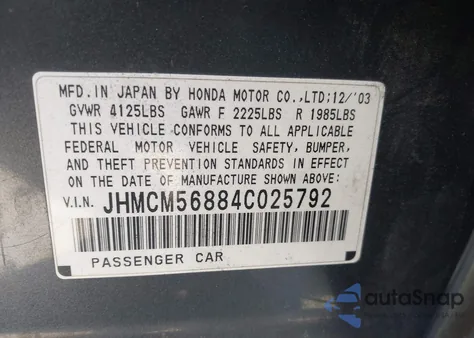 MFD. IN JAPAN BY HONDA MOTOR CO.,LTD;12/'03
GVWR 4125LBS GAWR F 2225LBS R 1985LBS
THIS VEHICLE CONFORMS TO ALL APPLICABLE
FEDERAL MOTOR VEHICLE SAFETY, BUMPER,
AND THEFT PREVENTION STANDARDS IN EFFECT
ON THE DATE OF MANUFACTURE SHOWN ABOVE:
V.I.N. JHMCM56884C025792
PASSENGER CAR
autoSnap